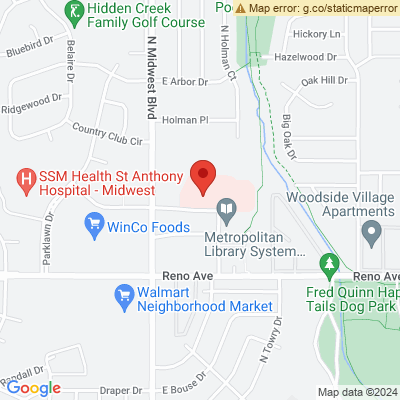 Hidden Creek
Family Golf Course
Map error: g.co/staticmaperror
Bluebird Dr
Belaire Dr
N Midwest Blvd
N Holman Ct
Hickory Ln
Hazelwood Dr
E Arbor Dr
Oak Hill Dr
Ridgewood Dr
Holman Pl
Country Club Cir
Big Oak Dr
SSM Health St Anthony
Hospital - Midwest
Parklawn Dr
WinCo Foods
Woodside Village
Apartments
Metropolitan
Library System...
Reno Ave
Reno Ave
Walmart
Neighborhood Market
Fred Quinn Hap
Tails Dog Park
N Towry Dr
Randall Dr
Draper Dr
E Bouse Dr
Map data ©2024